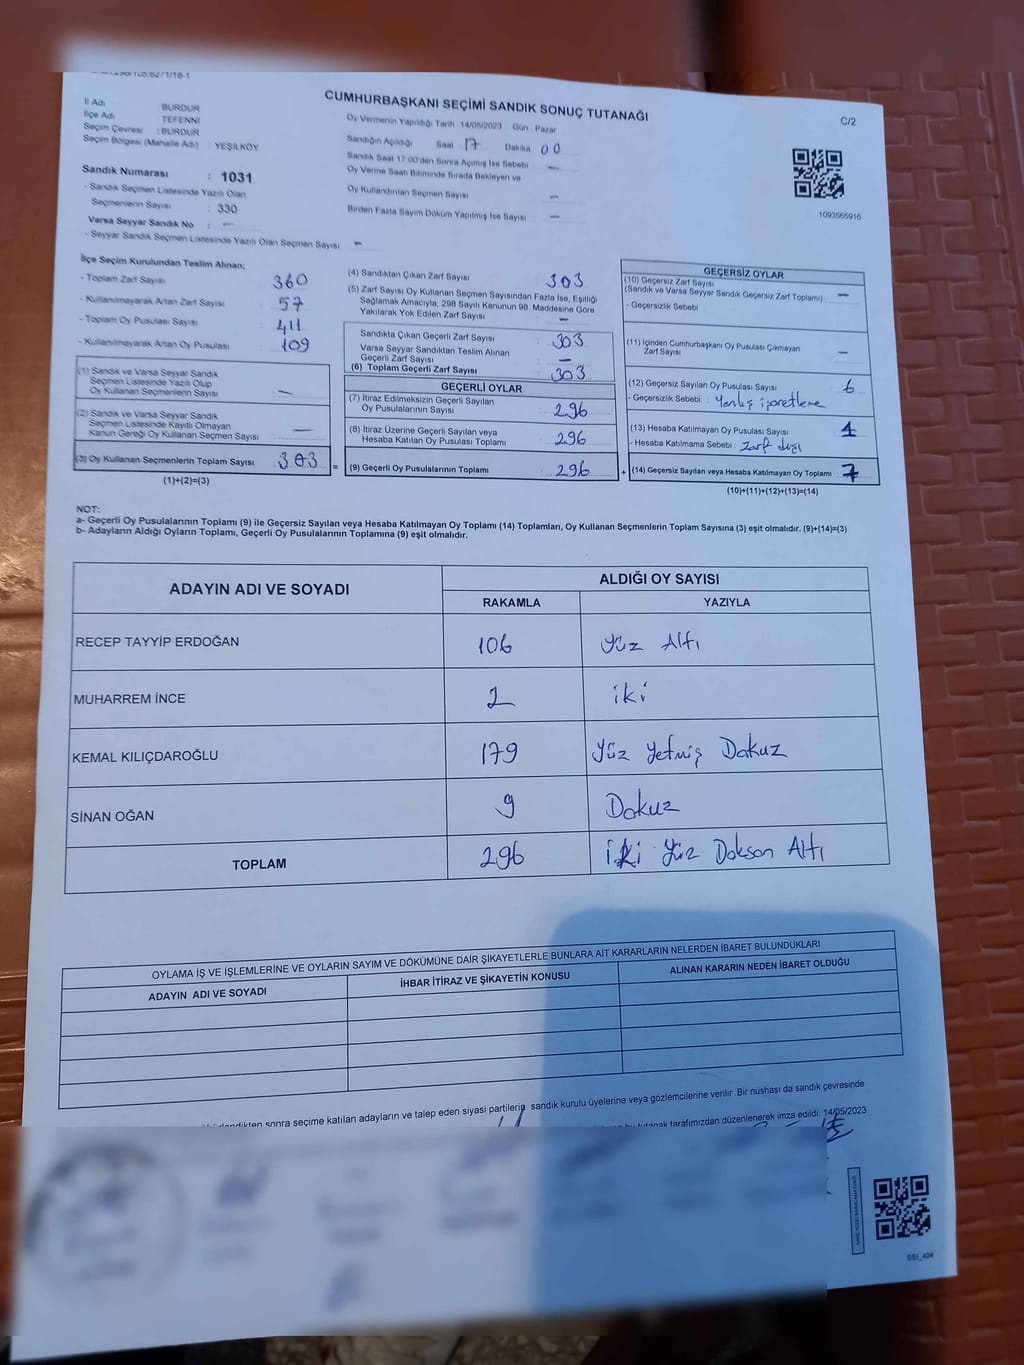 CUMHURBAŞKANI SEÇİMİ SANDIK SONUÇ TUTANAĞI
C/2
İl Adı BURDUR
İlçe Adı TEFENNİ
Seçim Çevresi : BURDUR
Seçim Bölgesi (Mahalle Adı) : YEŞİLKÖY
Oy Vermenin Yapıldığı Tarih :14/05/2023 Gün : Pazar
Sandığın Açıldığı Saat 17 Dakika 00
Sandık Saat 17.00'den Sonra Açımış İse Sebebi : —
Oy Verme Saati Bitiminde Sırada Bekleyen ve
Oy Kullandırılan Seçmen Sayısı —
Birden Fazla Sayım Döküm Yapılmış İse Sayısı : —
1093565916
Sandık Numarası : 1031
- Sandık Seçmen Listesinde Yazılı Olan
Seçmenlerin Sayısı : 330
Varsa Seyyar Sandık No : —
- Seyyar Sandık Seçmen Listesinde Yazılı Olan Seçmen Sayısı : —
İlçe Seçim Kurulundan Teslim Alınan;
- Toplam Zarf Sayısı 360
- Kullanılmayarak Artan Zarf Sayısı 57
- Toplam Oy Pusulası Sayısı 411
- Kullanılmayarak Artan Oy Pusulası : 109
(1) Sandık ve Varsa Seyyar Sandık
Seçmen Listesinde Yazılı Olup
Oy Kullanan Seçmenlerin Sayısı : —
(2) Sandık ve Varsa Seyyar Sandık
Seçmen Listesinde Kayıtlı Olmayan
Kanun Gereği Oy Kullanan Seçmen Sayısı : —
(3) Oy Kullanan Seçmenlerin Toplam Sayısı : 303
(1)+(2)=(3)
(4) Sandıktan Çıkan Zarf Sayısı : 303
(5) Zarf Sayısı Oy Kullanan Seçmen Sayısından Fazla İse, Eşitliği
Sağlamak Amacıyla, 298 Sayılı Kanunun 98. Maddesine Göre
Yakılarak Yok Edilen Zarf Sayısı : —
Sandıkta Çıkan Geçerli Zarf Sayısı : 303
Varsa Seyyar Sandıktan Teslim Alınan
Geçerli Zarf Sayısı : —
(6) Toplam Geçerli Zarf Sayısı : 303
GEÇERLİ OYLAR
(7) İtiraz Edilmeksizin Geçerli Sayılan
Oy Pusulalarının Sayısı : 296
(8) İtiraz Üzerine Geçerli Sayılan veya
Hesaba Katılan Oy Pusulası Toplamı : 296
= (9) Geçerli Oy Pusulalarının Toplamı : 296
GEÇERSİZ OYLAR
(10) Geçersiz Zarf Sayısı
(Sandık ve Varsa Seyyar Sandık Geçersiz Zarf Toplamı) : —
- Geçersizlik Sebebi :
(11) İçinden Cumhurbaşkanı Oy Pusulası Çıkmayan
Zarf Sayısı : —
(12) Geçersiz Sayılan Oy Pusulası Sayısı : 6
- Geçersizlik Sebebi : Yanlış işaretleme
(13) Hesaba Katılmayan Oy Pusulası Sayısı : 1
- Hesaba Katılmama Sebebi : Zarf dışı
+ (14) Geçersiz Sayılan veya Hesaba Katılmayan Oy Toplamı : 7
(10)+(11)+(12)+(13)=(14)
NOT:
a- Geçerli Oy Pusulalarının Toplamı (9) ile Geçersiz Sayılan veya Hesaba Katılmayan Oy Toplamı (14) Toplamları, Oy Kullanan Seçmenlerin Toplam Sayısına (3) eşit olmalıdır. (9)+(14)=(3)
b- Adayların Aldığı Oyların Toplamı, Geçerli Oy Pusulalarının Toplamına (9) eşit olmalıdır.
ADAYIN ADI VE SOYADI ALDIĞI OY SAYISI
RAKAMLA YAZIYLA
RECEP TAYYİP ERDOĞAN 106 Yüz Altı
MUHARREM İNCE 2 iki
KEMAL KILIÇDAROĞLU 179 Yüz Yetmiş Dokuz
SİNAN OĞAN 9 Dokuz
TOPLAM 296 iki Yüz Doksan Altı
OYLAMA İŞ VE İŞLEMLERİNE VE OYLARIN SAYIM VE DÖKÜMÜNE DAİR ŞİKAYETLERLE BUNLARA AİT KARARLARIN NELERDEN İBARET BULUNDUKLARI
ADAYIN ADI VE SOYADI İHBAR İTİRAZ VE ŞİKAYETİN KONUSU ALINAN KARARIN NEDEN İBARET OLDUĞU
sonra seçime katılan adayların ve talep eden siyasi partilerin sandık kurulu üyelerine veya gözlemcilerine verilir. Bir nüshası da sandık çevresinde
bu tutanak tarafımızdan düzenlenerek imza edildi. 14/05/2023
SSI_404